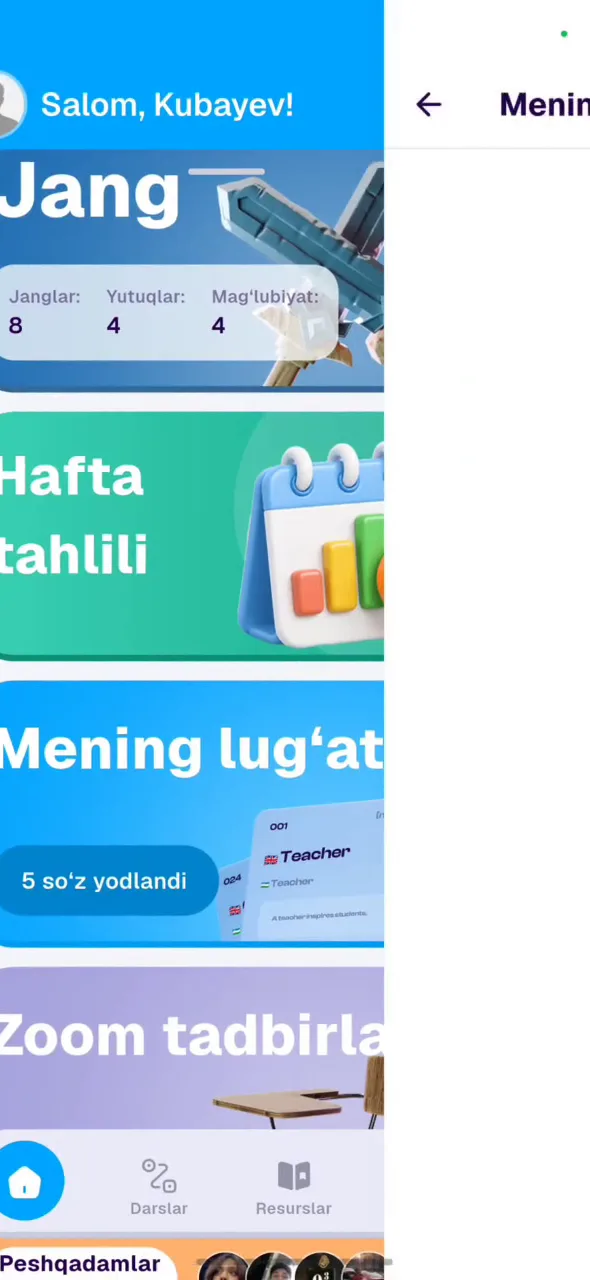 Salom, Kubayev!
Menin
Jang
Janglar: Yutuqlar: Mag‘lubiyat:
8 4 4
Hafta
tahlili
Mening lug‘at
001
Teacher
Teacher
A teacher inspires students.
024
5 so‘z yodlandi
Zoom tadbirla
Darslar Resurslar
Peshqadamlar